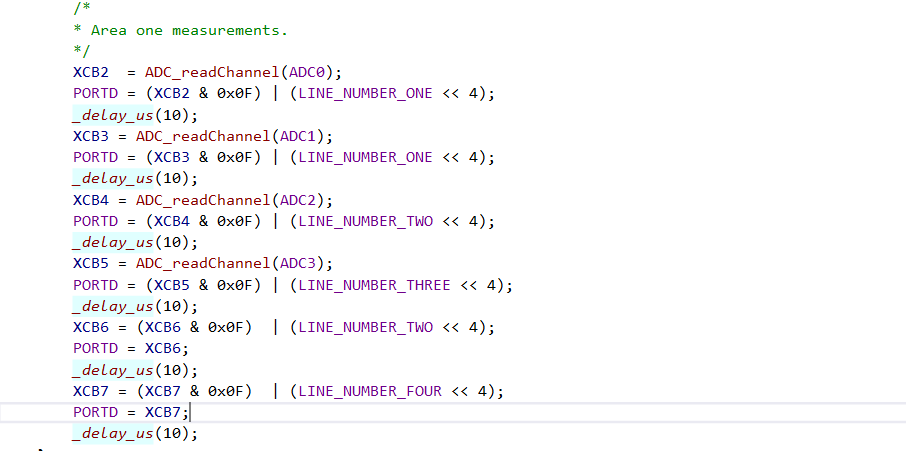 /*
* Area one measurements.
*/
XCB2  = ADC_readChannel(ADC0);
PORTD = (XCB2 & 0x0F) | (LINE_NUMBER_ONE << 4);
_delay_us(10);
XCB3 = ADC_readChannel(ADC1);
PORTD = (XCB3 & 0x0F) | (LINE_NUMBER_ONE << 4);
_delay_us(10);
XCB4 = ADC_readChannel(ADC2);
PORTD = (XCB4 & 0x0F) | (LINE_NUMBER_TWO << 4);
_delay_us(10);
XCB5 = ADC_readChannel(ADC3);
PORTD = (XCB5 & 0x0F) | (LINE_NUMBER_THREE << 4);
_delay_us(10);
XCB6 = (XCB6 & 0x0F)  | (LINE_NUMBER_TWO << 4);
PORTD = XCB6;
_delay_us(10);
XCB7 = (XCB7 & 0x0F)  | (LINE_NUMBER_FOUR << 4);
PORTD = XCB7;
_delay_us(10);